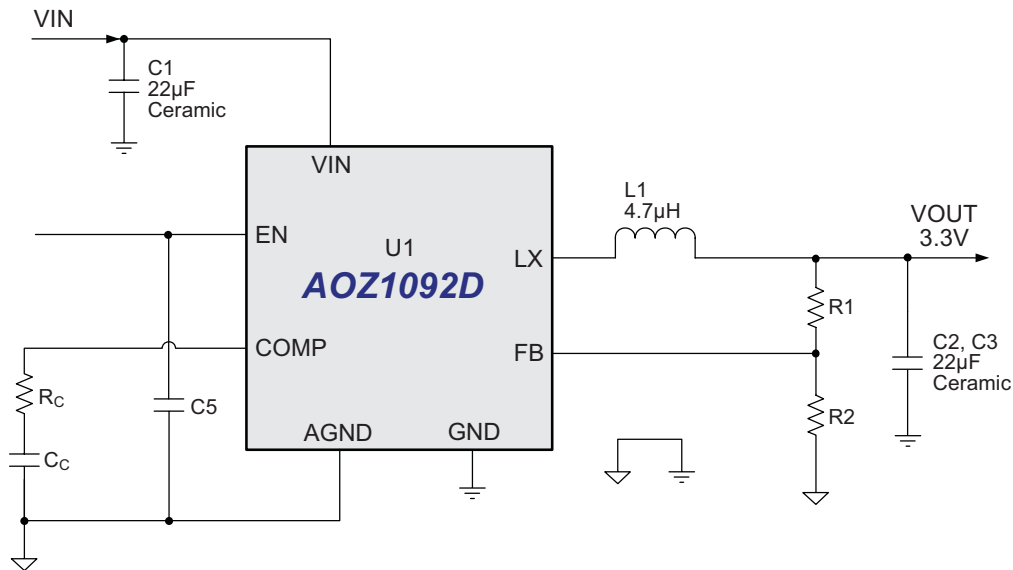 VIN
C1
22µF
Ceramic
VIN
L1
4.7µH
VOUT
3.3V
EN
U1
AOZ1092D
LX
R1
COMP
FB
C2, C3
22µF
Ceramic
RC
C5
R2
AGND
GND
CC